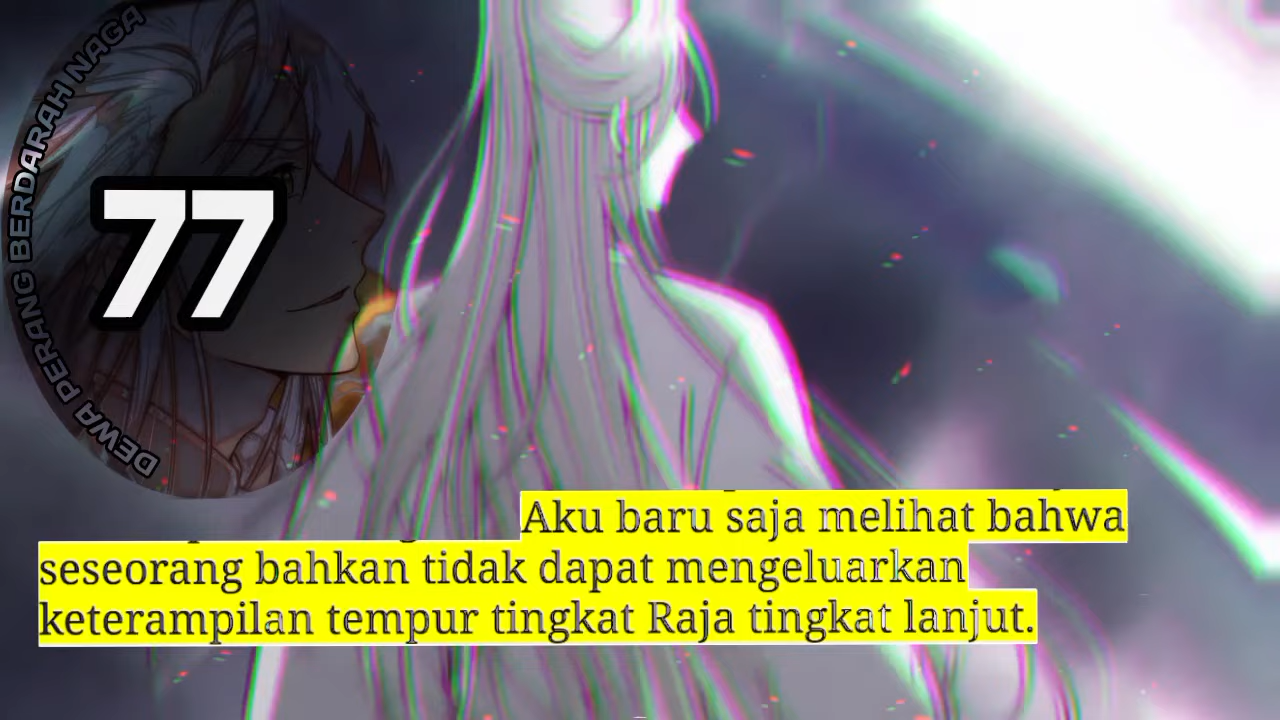 DEWA PERANG BERDARAH NAGA
77
Aku baru saja melihat bahwa
seseorang bahkan tidak dapat mengeluarkan
keterampilan tempur tingkat Raja tingkat lanjut.